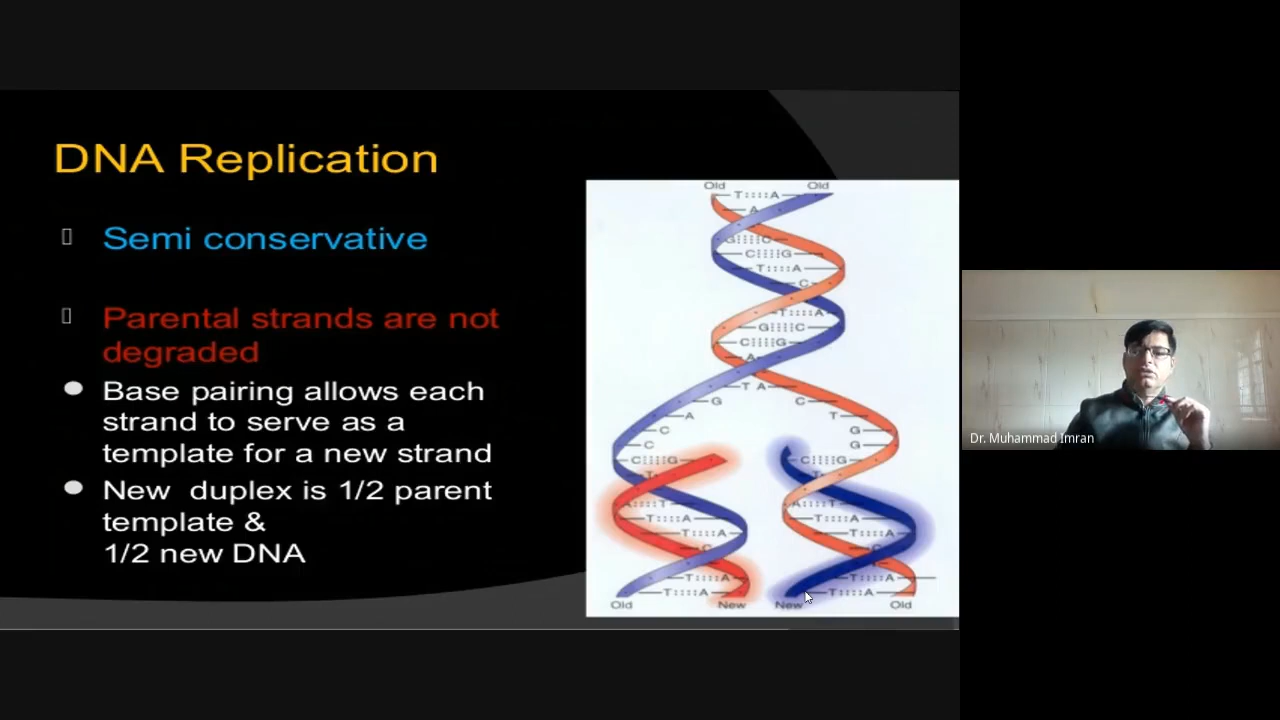 DNA Replication
Semi conservative
Parental strands are not
degraded
Base pairing allows each
strand to serve as a
template for a new strand
New duplex is 1/2 parent
template &
1/2 new DNA
Old Old
T::::A
A
G::::C
C::::G
T::::A
C
T::::A
G::::C
C::::G
A
T A
G C
A T
C G
C G
C::::G C::::G
T
A::::T A::::T
T::::A T::::A
T::::A T::::A
C
T::::A T::::A
T::::A T::::A
Old New New Old
Dr. Muhammad Imran